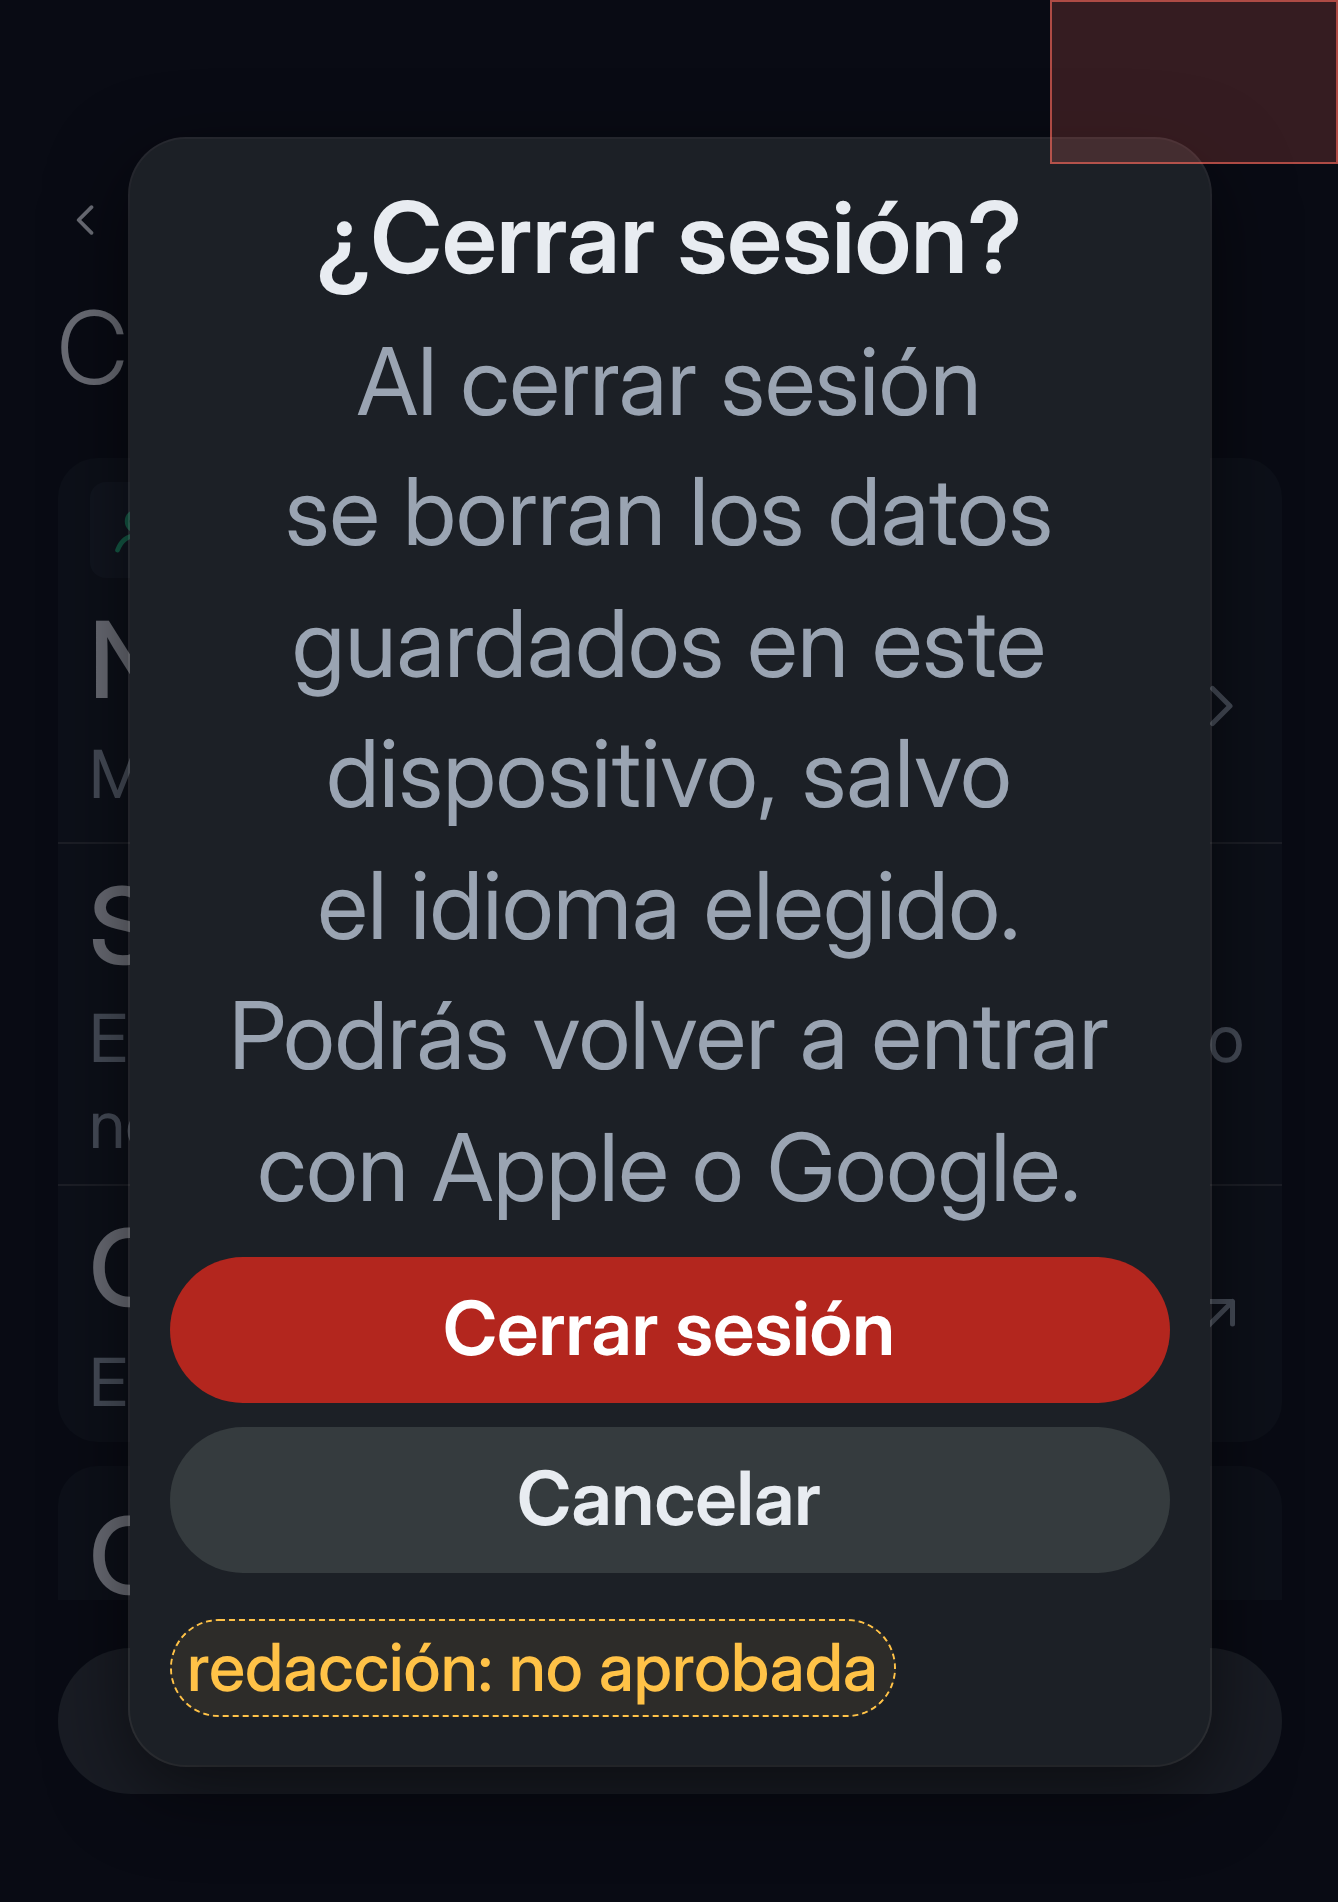 ¿Cerrar sesión?
Al cerrar sesión
se borran los datos
guardados en este
dispositivo, salvo
el idioma elegido.
Podrás volver a entrar
con Apple o Google.
Cerrar sesión
Cancelar
redacción: no aprobada